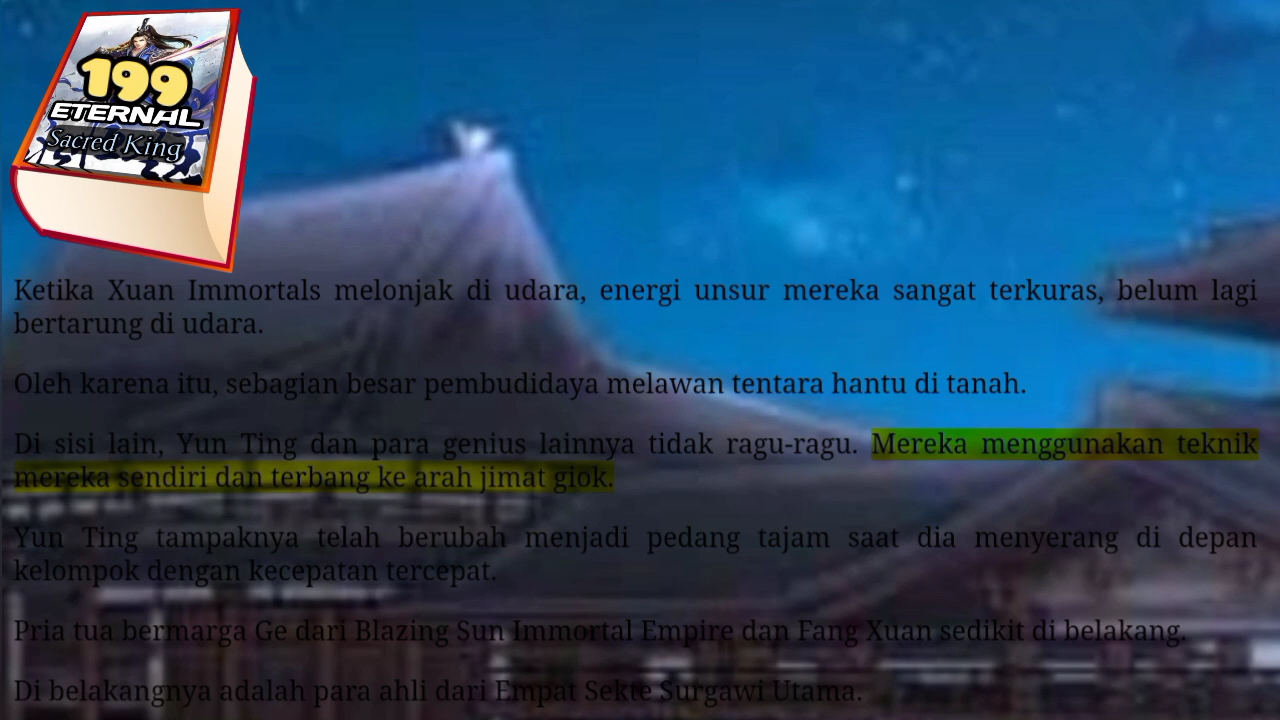 199
ETERNAL
Sacred King
Ketika Xuan Immortals melonjak di udara, energi unsur mereka sangat terkuras, belum lagi
bertarung di udara.
Oleh karena itu, sebagian besar pembudidaya melawan tentara hantu di tanah.
Di sisi lain, Yun Ting dan para genius lainnya tidak ragu-ragu. Mereka menggunakan teknik
mereka sendiri dan terbang ke arah jimat giok.
Yun Ting tampaknya telah berubah menjadi pedang tajam saat dia menyerang di depan
kelompok dengan kecepatan tercepat.
Pria tua bermarga Ge dari Blazing Sun Immortal Empire dan Fang Xuan sedikit di belakang.
Di belakangnya adalah para ahli dari Empat Sekte Surgawi Utama.